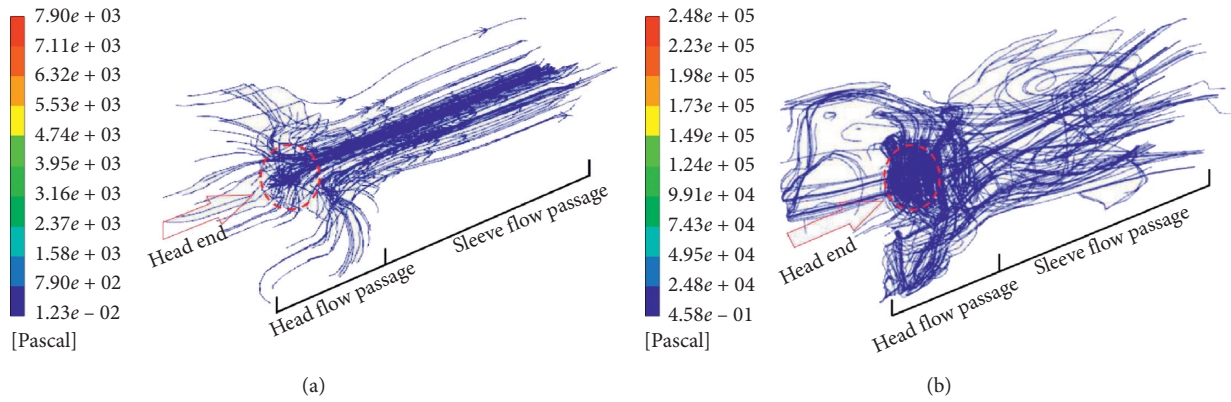 7.90e + 03
7.11e + 03
6.32e + 03
5.53e + 03
4.74e + 03
3.95e + 03
3.16e + 03
2.37e + 03
1.58e + 03
7.90e + 02
1.23e – 02
[Pascal]
Head end
Head flow passage
Sleeve flow passage
(a)
2.48e + 05
2.23e + 05
1.98e + 05
1.73e + 05
1.49e + 05
1.24e + 05
9.91e + 04
7.43e + 04
4.95e + 04
2.48e + 04
4.58e – 01
[Pascal]
Head end
Head flow passage
Sleeve flow passage
(b)